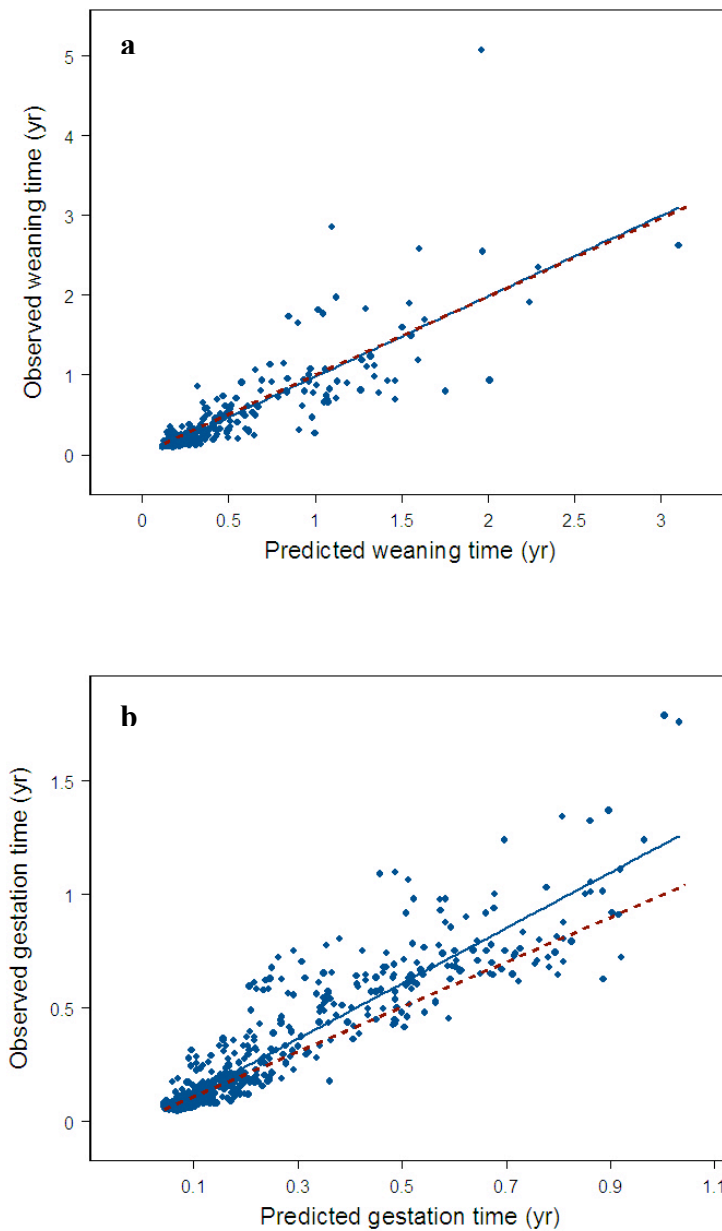 a
Observed weaning time (yr)
5
4
3
2
1
0
0 0.5 1 1.5 2 2.5 3
Predicted weaning time (yr)
b
Observed gestation time (yr)
1.5
1
0.5
0
0.1 0.3 0.5 0.7 0.9 1.1
Predicted gestation time (yr)